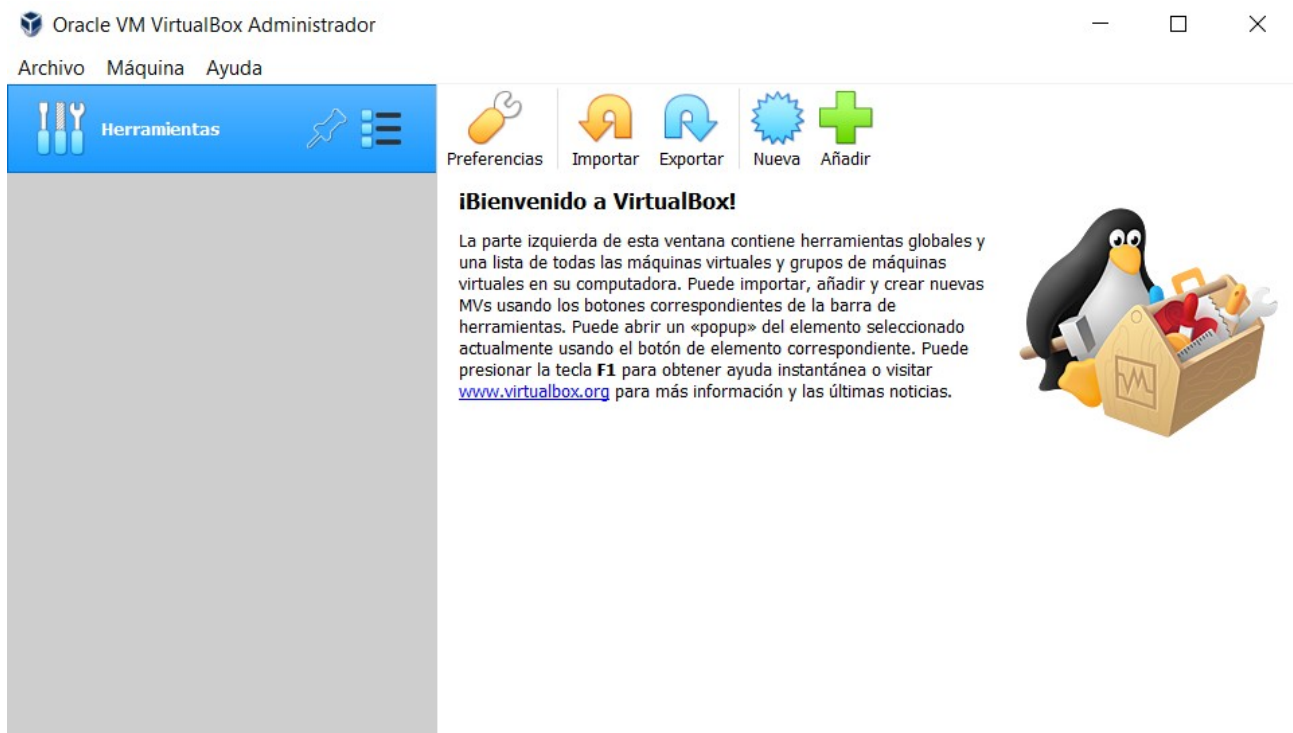 Oracle VM VirtualBox Administrador
Archivo Máquina Ayuda
Herramientas
Preferencias Importar Exportar Nueva Añadir
¡Bienvenido a VirtualBox!
La parte izquierda de esta ventana contiene herramientas globales y
una lista de todas las máquinas virtuales y grupos de máquinas
virtuales en su computadora. Puede importar, añadir y crear nuevas
MVs usando los botones correspondientes de la barra de
herramientas. Puede abrir un «popup» del elemento seleccionado
actualmente usando el botón de elemento correspondiente. Puede
presionar la tecla F1 para obtener ayuda instantánea o visitar
www.virtualbox.org para más información y las últimas noticias.